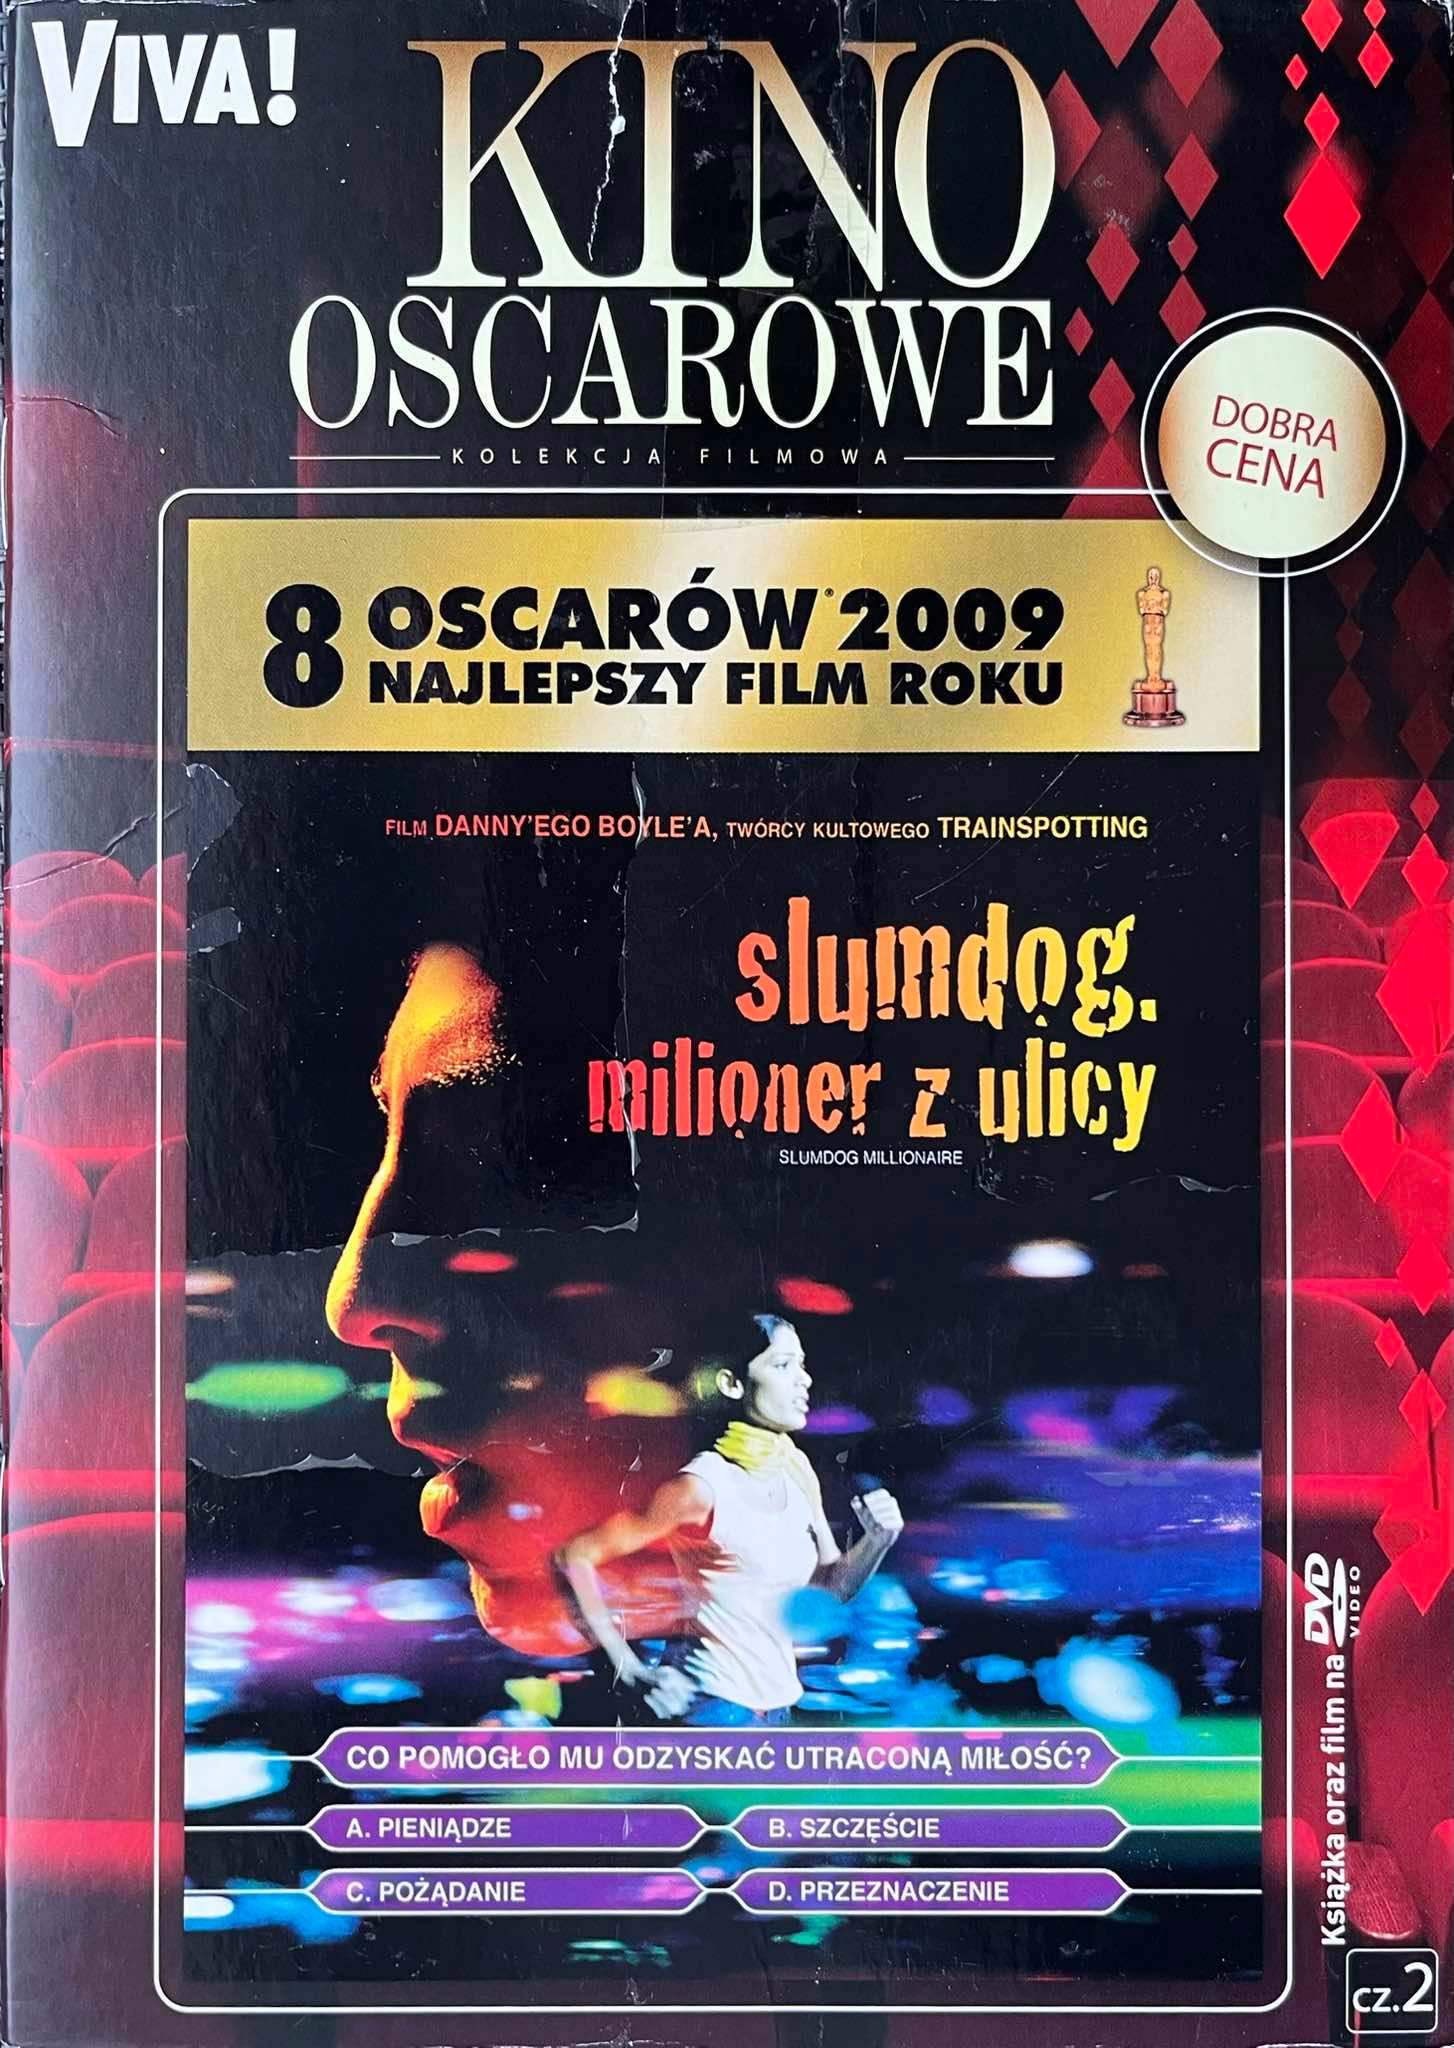 VIVA!
KINO
OSCAROWE
KOLEKCJA FILMOWA
DOBRA
CENA
8 OSCARÓW® 2009
NAJLEPSZY FILM ROKU
FILM DANNY'EGO BOYLE'A, TWÓRCY KULTOWEGO TRAINSPOTTING
slumdog.
milioner z ulicy
SLUMDOG MILLIONAIRE
CO POMOGŁO MU ODZYSKAĆ UTRACONĄ MIŁOŚĆ?
A. PIENIĄDZE
B. SZCZĘŚCIE
C. POŻĄDANIE
D. PRZEZNACZENIE
Książka oraz film na DVD VIDEO
cz.2